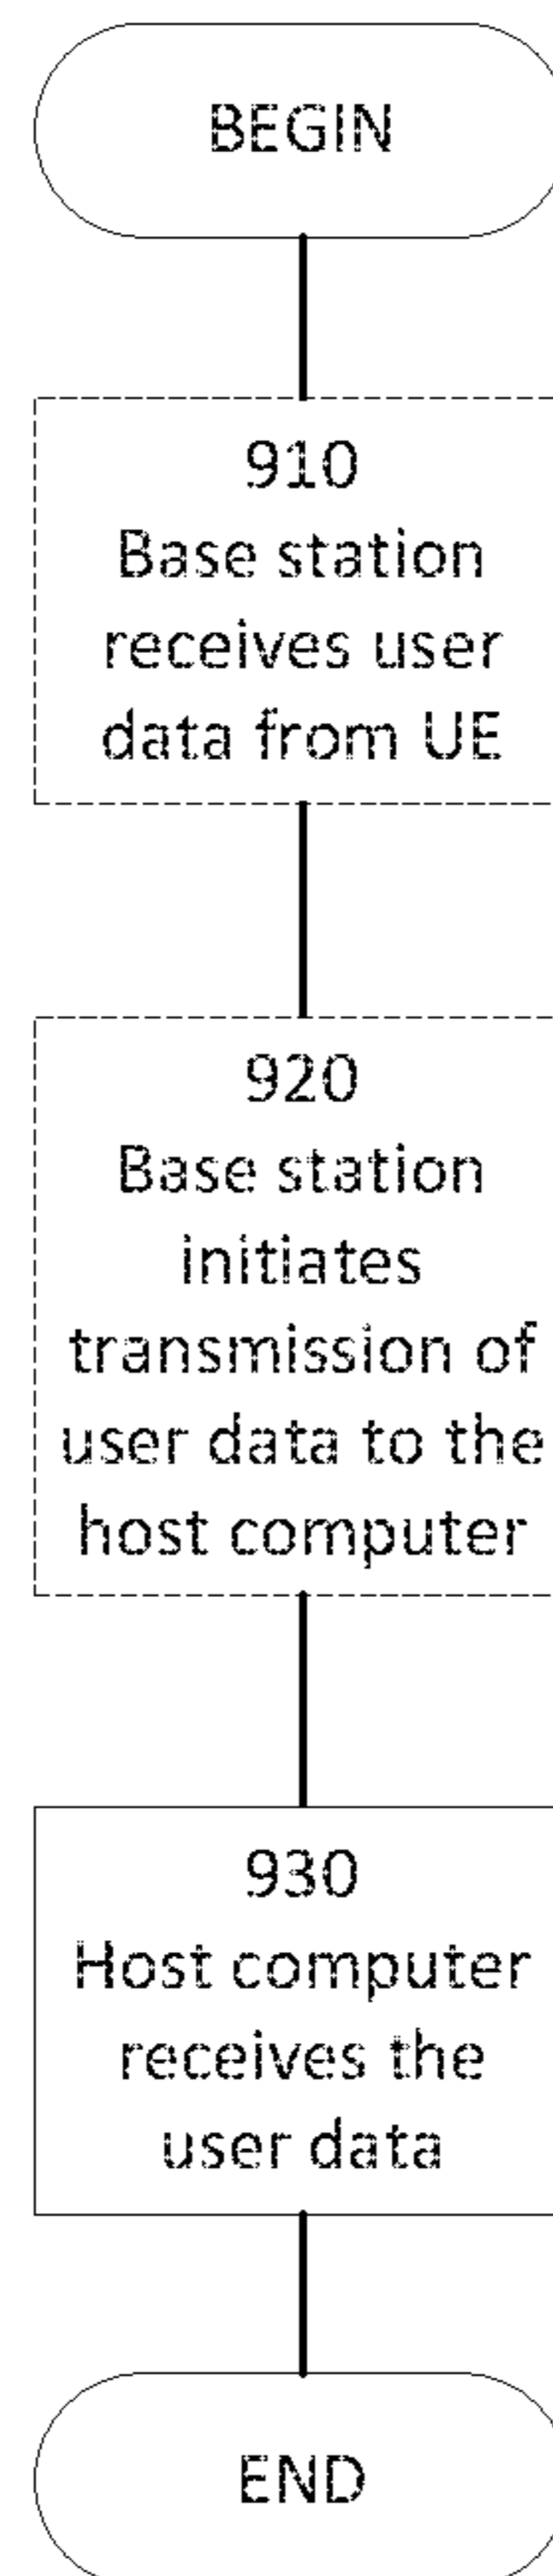 BEGIN
910
Base station
receives user
data from UE
920
Base station
initiates
transmission of
user data to the
host computer
930
Host computer
receives the
user data
END